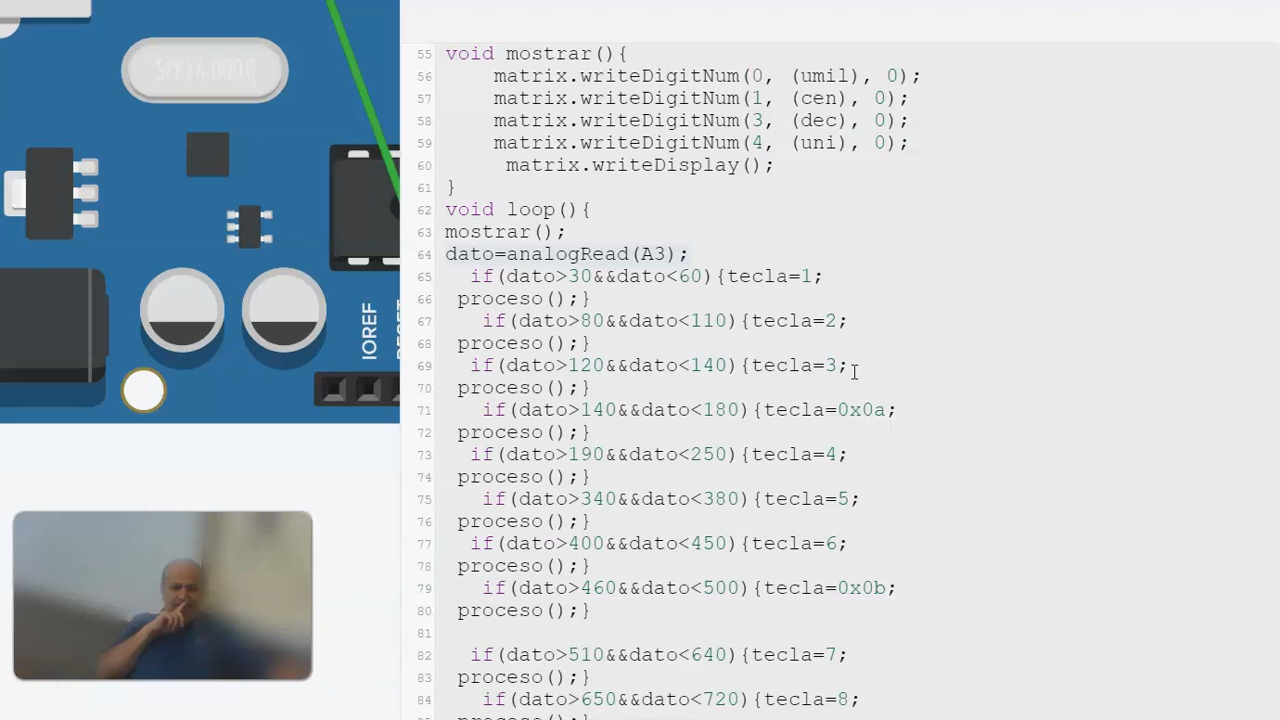 SPK16.000G
IOREF
RESET
55 void mostrar(){
56 matrix.writeDigitNum(0, (umil), 0);
57 matrix.writeDigitNum(1, (cen), 0);
58 matrix.writeDigitNum(3, (dec), 0);
59 matrix.writeDigitNum(4, (uni), 0);
60 matrix.writeDisplay();
61 }
62 void loop(){
63 mostrar();
64 dato=analogRead(A3);
65 if(dato>30&&dato<60){tecla=1;
66 proceso();}
67 if(dato>80&&dato<110){tecla=2;
68 proceso();}
69 if(dato>120&&dato<140){tecla=3;
70 proceso();}
71 if(dato>140&&dato<180){tecla=0x0a;
72 proceso();}
73 if(dato>190&&dato<250){tecla=4;
74 proceso();}
75 if(dato>340&&dato<380){tecla=5;
76 proceso();}
77 if(dato>400&&dato<450){tecla=6;
78 proceso();}
79 if(dato>460&&dato<500){tecla=0x0b;
80 proceso();}
81
82 if(dato>510&&dato<640){tecla=7;
83 proceso();}
84 if(dato>650&&dato<720){tecla=8;